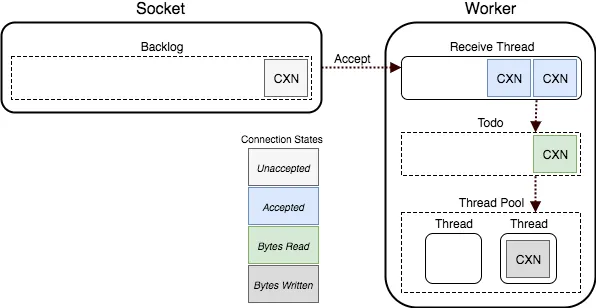 Socket
Worker
Backlog
CXN
Accept
Receive Thread
CXN
CXN
Todo
CXN
Connection States
Unaccepted
Accepted
Bytes Read
Bytes Written
Thread Pool
Thread
Thread
CXN